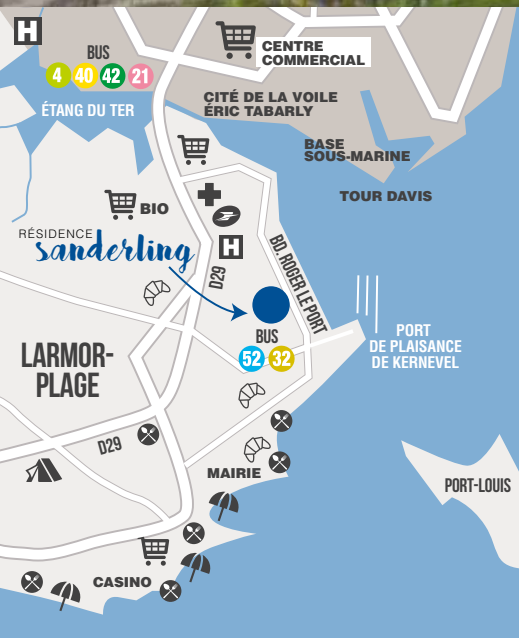 H
BUS
4 40 42 21
ÉTANG DU TER
CENTRE
COMMERCIAL
CITÉ DE LA VOILE
ÉRIC TABARLY
BASE
SOUS-MARINE
TOUR DAVIS
BIO
RÉSIDENCE
sanderling
H
D29
BD. ROGER LE PORT
BUS
52 32
PORT
DE PLAISANCE
DE KERNEVEL
LARMOR-
PLAGE
D29
MAIRIE
PORT-LOUIS
CASINO